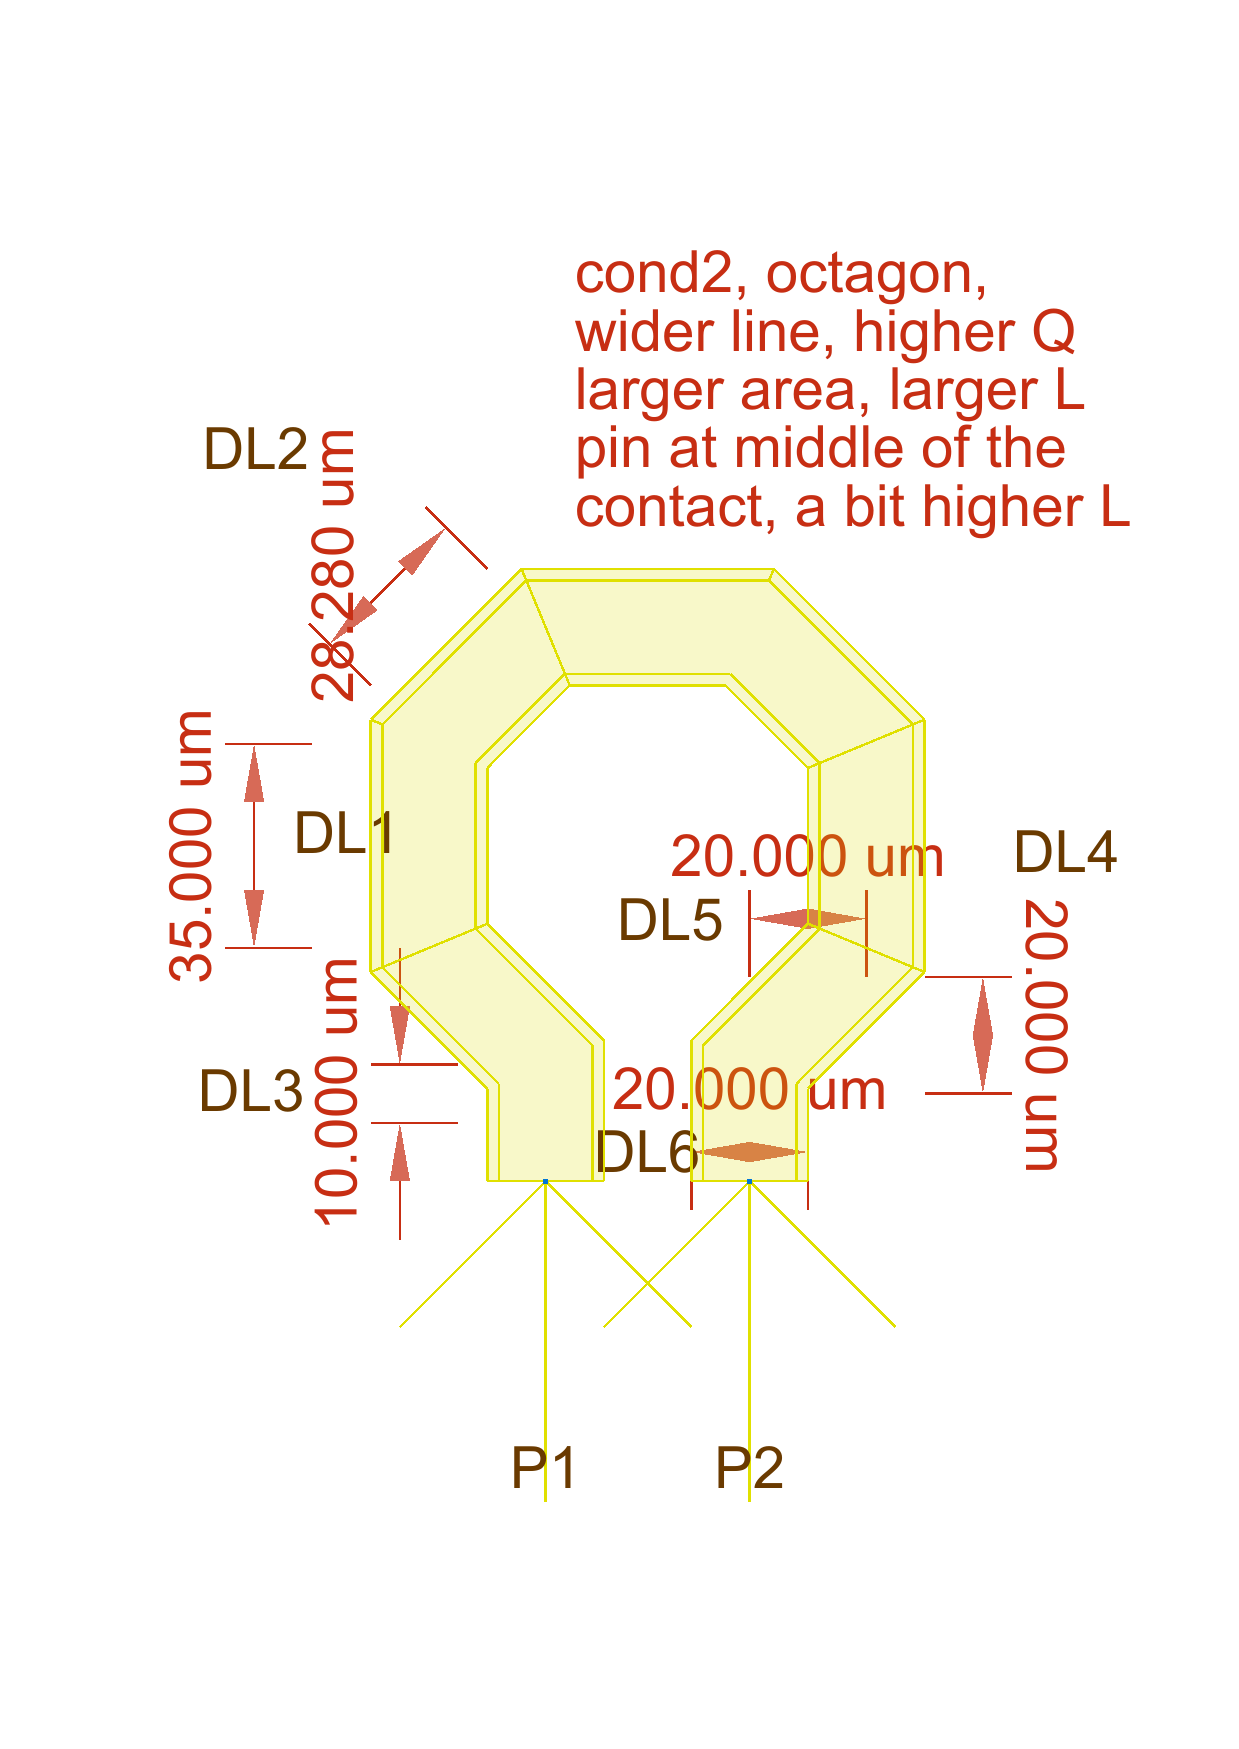 cond2, octagon,
wider line, higher Q
larger area, larger L
pin at middle of the
contact, a bit higher L
DL2
28.280 um
35.000 um
DL1
20.000 um
DL4
DL5
20.000 um
10.000 um
DL3
20.000 um
DL6
P1
P2